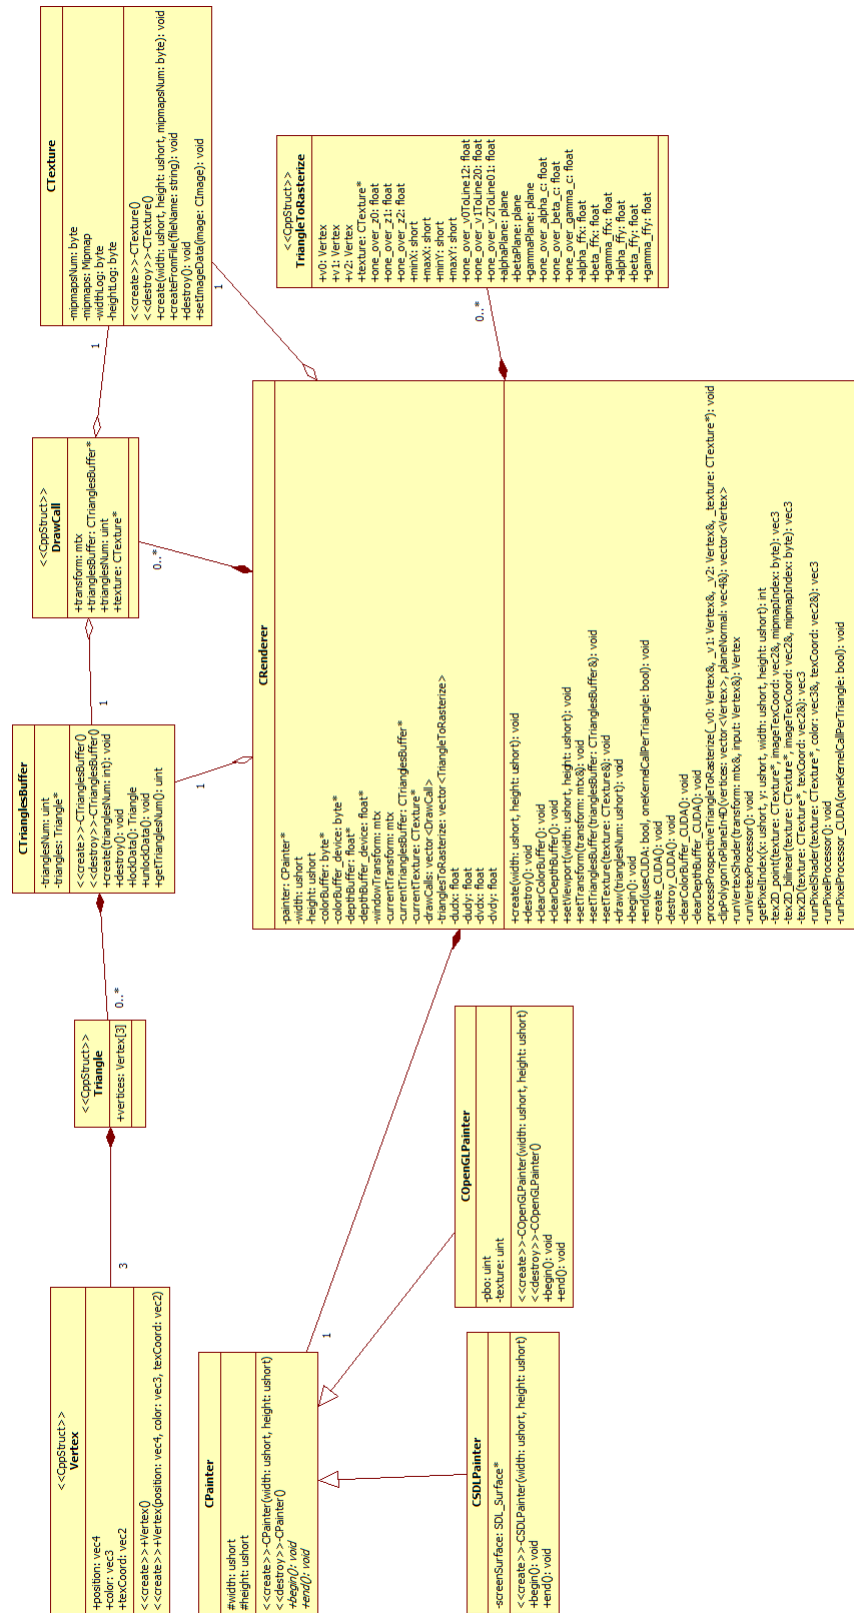 <<CppStruct>>
Vertex
+position: vec4
+color: vec3
+texCoord: vec2
<<create>>+Vertex()
<<create>>+Vertex(position: vec4, color: vec3, texCoord: vec2)
3
<<CppStruct>>
Triangle
+vertices: Vertex[3]
0..*
CTrianglesBuffer
-trianglesNum: uint
-triangles: Triangle*
<<create>>-CTrianglesBuffer()
<<destroy>>-CTrianglesBuffer()
+create(trianglesNum: int): void
+destroy(): void
+lockData(): Triangle
+unlockData(): void
+getTrianglesNum(): uint
1
1
<<CppStruct>>
DrawCall
+transform: mtx
+trianglesBuffer: CTrianglesBuffer*
+trianglesNum: uint
+texture: CTexture*
0..*
1
CTexture
-mipmapsNum: byte
-mipmaps: Mipmap
-widthLog: byte
-heightLog: byte
<<create>>-CTexture()
<<destroy>>-CTexture()
+create(width: ushort, height: ushort, mipmapsNum: byte): void
+createFromFile(fileName: string): void
+destroy(): void
+setImageData(image: CImage): void
1
CPainter
#width: ushort
#height: ushort
<<create>>-CPainter(width: ushort, height: ushort)
<<destroy>>-CPainter()
+begin(): void
+end(): void
1
CRenderer
-painter: CPainter*
-width: ushort
-height: ushort
-colorBuffer: byte*
-colorBuffer_device: byte*
-depthBuffer: float*
-depthBuffer_device: float*
-windowTransform: mtx
-currentTransform: mtx
-currentTrianglesBuffer: CTrianglesBuffer*
-currentTexture: CTexture*
-drawCalls: vector<DrawCall>
-trianglesToRasterize: vector<TriangleToRasterize>
-dudx: float
-dudy: float
-dvdx: float
-dvdy: float
+create(width: ushort, height: ushort): void
+destroy(): void
+clearColorBuffer(): void
+clearDepthBuffer(): void
+setViewport(width: ushort, height: ushort): void
+setTransform(transform: mtx&): void
+setTrianglesBuffer(trianglesBuffer: CTrianglesBuffer&): void
+setTexture(texture: CTexture&): void
+draw(trianglesNum: ushort): void
+begin(): void
+end(useCUDA: bool, oneKernelCallPerTriangle: bool): void
-create_CUDA(): void
-destroy_CUDA(): void
-clearColorBuffer_CUDA(): void
-clearDepthBuffer_CUDA(): void
-processProspectiveTriangleToRasterize(_v0: Vertex&, _v1: Vertex&, _v2: Vertex&, _texture: CTexture*): void
-clipPolygonToPlaneIn4D(vertices: vector<Vertex>, planeNormal: vec4&): vector<Vertex>
-runVertexShader(transform: mtx&, input: Vertex&): Vertex
-runVertexProcessor(): void
-getPixelIndex(x: ushort, y: ushort, width: ushort, height: ushort): int
-tex2D_point(texture: CTexture*, imageTexCoord: vec2&, mipmapIndex: byte): vec3
-tex2D_bilinear(texture: CTexture*, imageTexCoord: vec2&, mipmapIndex: byte): vec3
-tex2D(texture: CTexture*, texCoord: vec2&): vec3
-runPixelShader(texture: CTexture*, color: vec3&, texCoord: vec2&): vec3
-runPixelProcessor(): void
-runPixelProcessor_CUDA(oneKernelCallPerTriangle: bool): void
0..*
<<CppStruct>>
TriangleToRasterize
+v0: Vertex
+v1: Vertex
+v2: Vertex
+texture: CTexture*
+one_over_z0: float
+one_over_z1: float
+one_over_z2: float
+minX: short
+maxX: short
+minY: short
+maxY: short
+one_over_v0ToLine12: float
+one_over_v1ToLine20: float
+one_over_v2ToLine01: float
+alphaPlane: plane
+betaPlane: plane
+gammaPlane: plane
+one_over_alpha_c: float
+one_over_beta_c: float
+one_over_gamma_c: float
+alpha_ffx: float
+beta_ffx: float
+gamma_ffx: float
+alpha_ffy: float
+beta_ffy: float
+gamma_ffy: float
CSDLPainter
-screenSurface: SDL_Surface*
<<create>>-CSDLPainter(width: ushort, height: ushort)
+begin(): void
+end(): void
COpenGLPainter
-pbo: uint
-texture: uint
<<create>>-COpenGLPainter(width: ushort, height: ushort)
<<destroy>>-COpenGLPainter()
+begin(): void
+end(): void